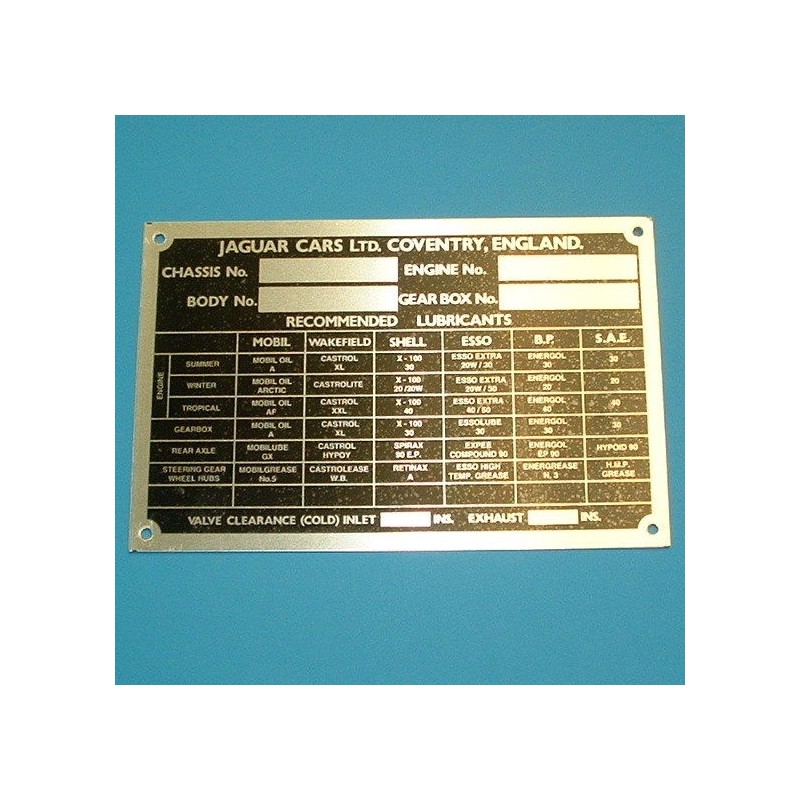 JAGUAR CARS LTD. COVENTRY, ENGLAND.
CHASSIS No. ENGINE No.
BODY No. GEAR BOX No.
RECOMMENDED LUBRICANTS
MOBIL WAKEFIELD SHELL ESSO B.P. S.A.E.
ENGINE
SUMMER MOBIL OIL A CASTROL XL X-100 30 ESSO EXTRA 20W/30 ENERGOL 30 30
WINTER MOBIL OIL ARCTIC CASTROLITE X-100 20/20W ESSO EXTRA 20W/30 ENERGOL 20 20
TROPICAL MOBIL OIL AF CASTROL XXL X-100 40 ESSO EXTRA 40/50 ENERGOL 40 40
GEARBOX MOBIL OIL A CASTROL XL X-100 30 ESSOLUBE 30 ENERGOL 30 30
REAR AXLE MOBILUBE GX CASTROL HYPOY SPIRAX 90 E.P. EXPEE COMPOUND 90 ENERGOL EP 90 HYPOID 90
STEERING GEAR WHEEL HUBS MOBILGREASE No.5 CASTROLEASE W.B. RETINAX A ESSO HIGH TEMP. GREASE ENERGREASE N. 3 H.M.P. GREASE
VALVE CLEARANCE (COLD) INLET INS. EXHAUST INS.